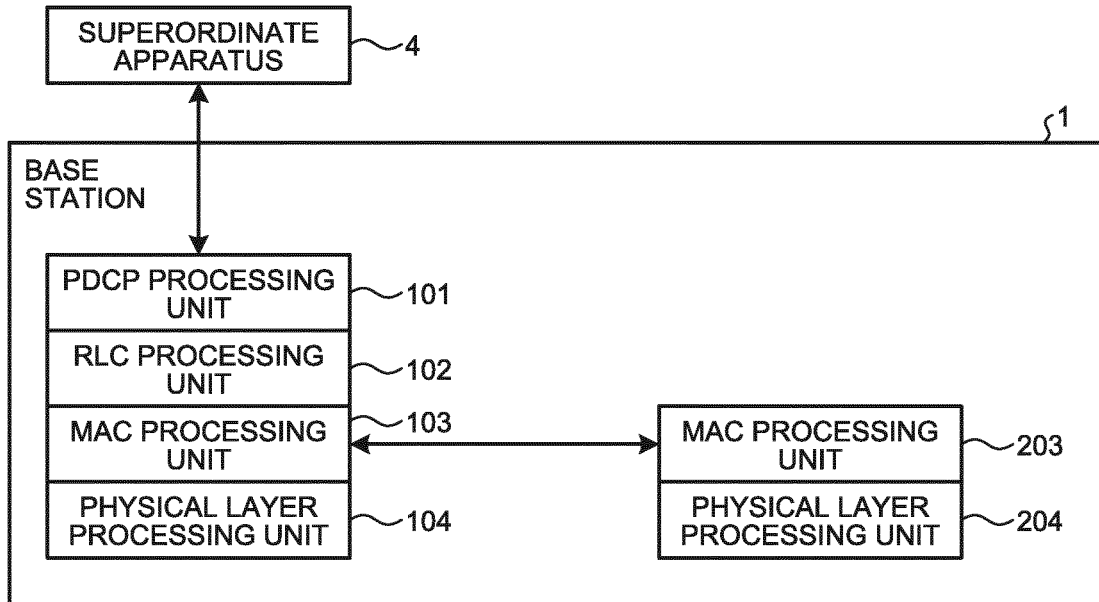 SUPERORDINATE
APPARATUS
4
1
BASE
STATION
PDCP PROCESSING
UNIT
101
RLC PROCESSING
UNIT
102
MAC PROCESSING
UNIT
103
MAC PROCESSING
UNIT
203
PHYSICAL LAYER
PROCESSING UNIT
104
PHYSICAL LAYER
PROCESSING UNIT
204